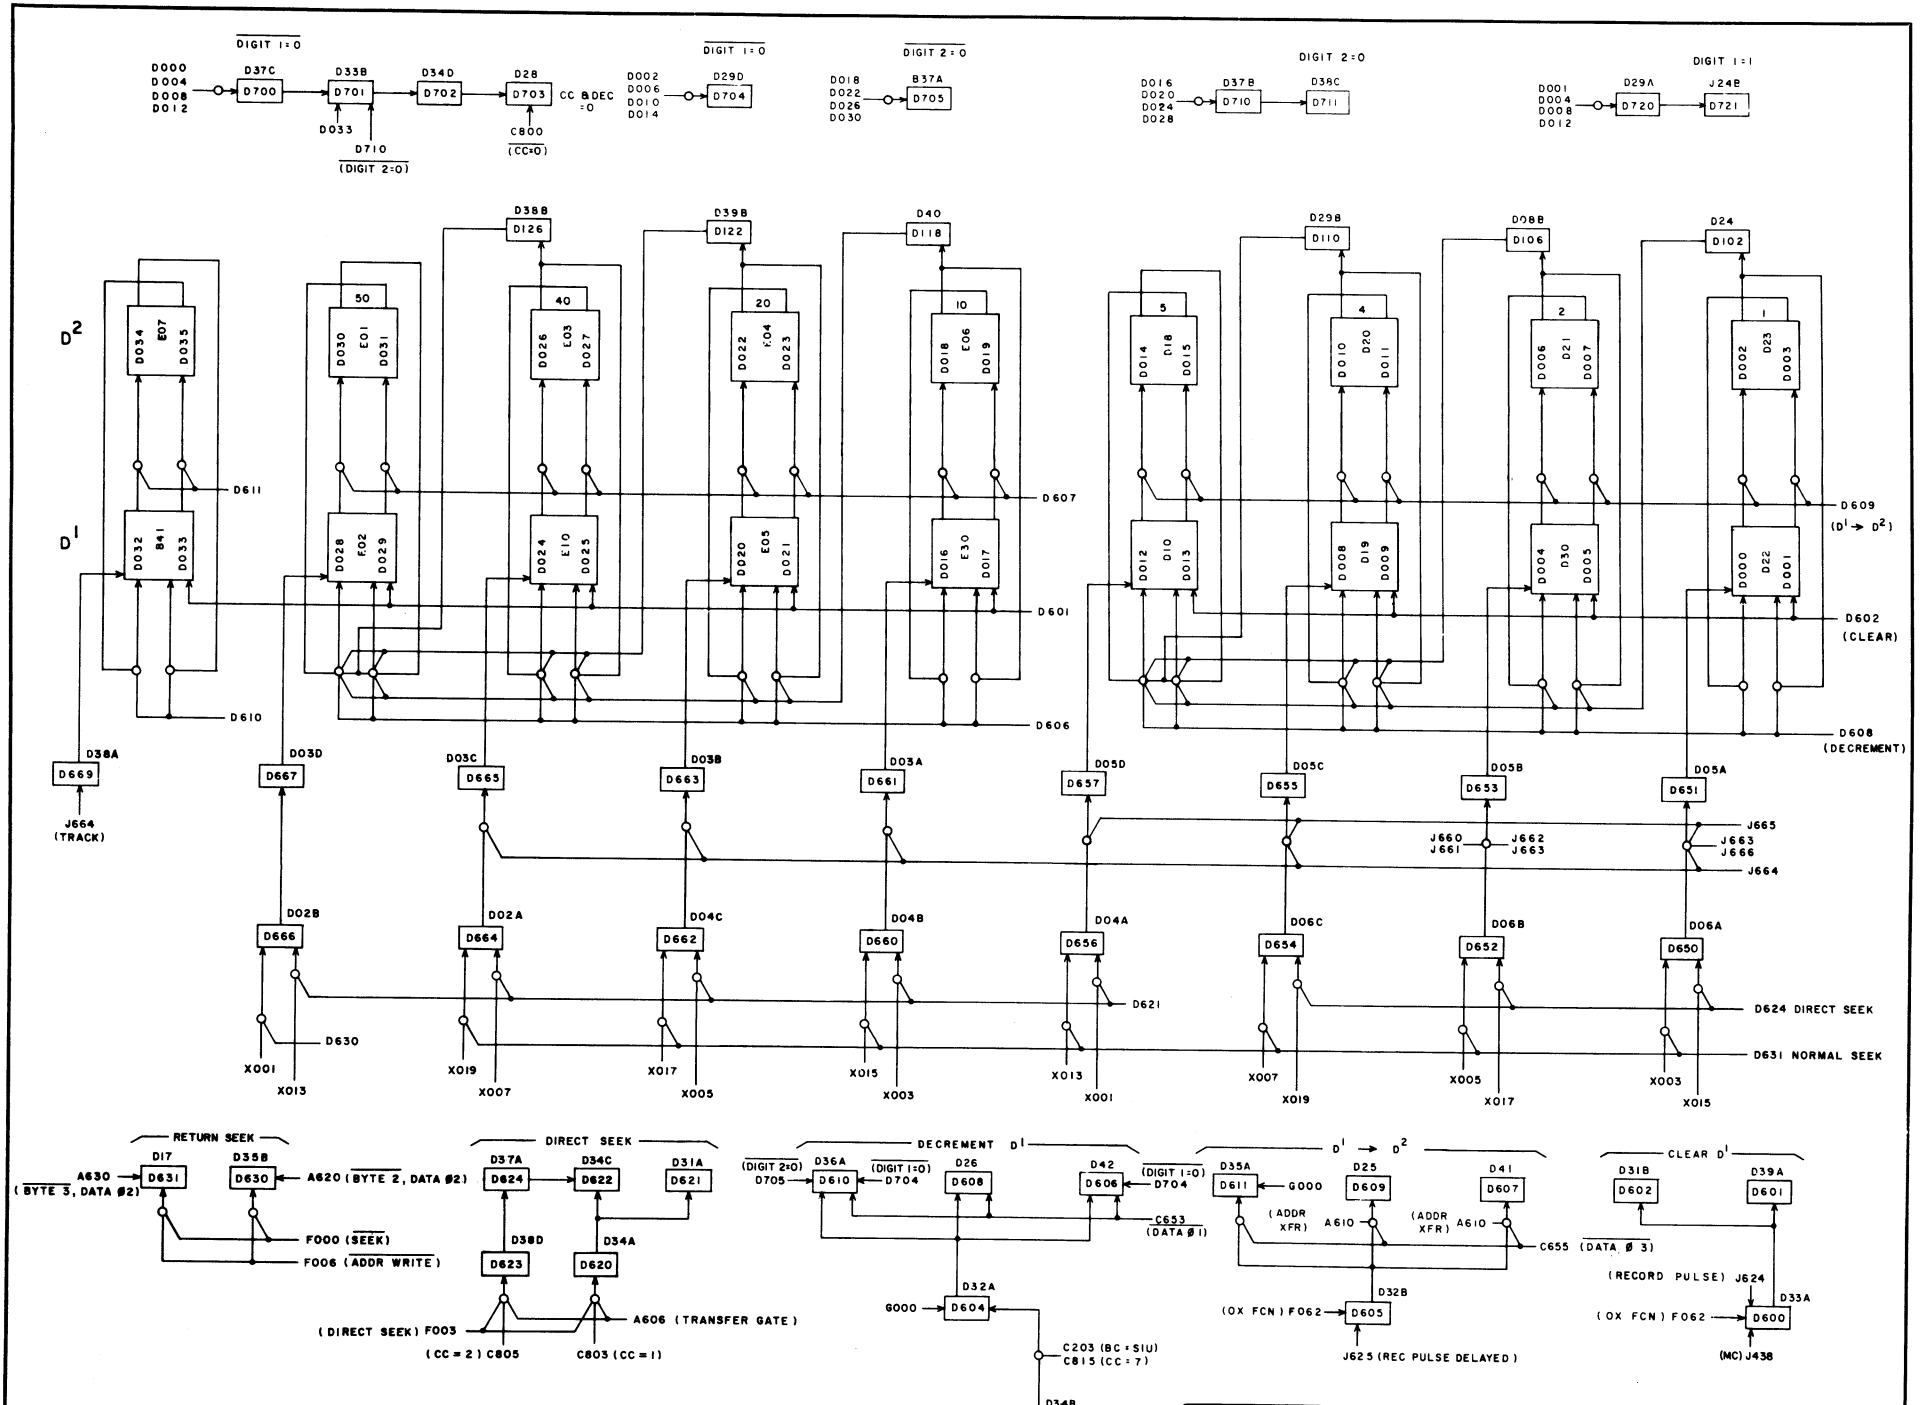 DIGIT 1=0
D000
D004
D008
D012
D37C
D700
D33B
D701
D34D
D702
D28
D703
CC & DEC
=0
D033
D710
(DIGIT 2=0)
C800
(CC=0)
DIGIT 1=0
D002
D006
D010
D014
D29D
D704
DIGIT 2=0
D018
D022
D026
D030
B37A
D705
DIGIT 2=0
D016
D020
D024
D028
D37B
D710
D38C
D711
DIGIT 1=1
D001
D004
D008
D012
D29A
D720
J24B
D721
D38B
D126
D39B
D122
D40
D118
D29B
D110
D08B
D106
D24
D102
D2
D034 E07 D035
50
D030 E01 D031
40
D026 E03 D027
20
D022 E04 D023
10
D018 E06 D019
5
D014 D18 D015
4
D010 D20 D011
2
D006 D21 D007
1
D002 D23 D003
D611
D607
D609
(D1 → D2)
D1
D032 B41 D033
D028 E02 D029
D024 E10 D025
D020 E05 D021
D016 E30 D017
D012 D10 D013
D008 D19 D009
D004 D30 D005
D000 D22 D001
D601
D602
(CLEAR)
D610
D606
D608
(DECREMENT)
D38A
D669
J664
(TRACK)
D03D
D667
D03C
D665
D03B
D663
D03A
D661
D05D
D657
D05C
D655
D05B
D653
D05A
D651
J665
J660
J661
J662
J663
J663
J666
J664
D02B
D666
D02A
D664
D04C
D662
D04B
D660
D04A
D656
D06C
D654
D06B
D652
D06A
D650
D621
D624 DIRECT SEEK
D630
D631 NORMAL SEEK
X001
X013
X019
X007
X017
X005
X015
X003
X013
X001
X007
X019
X005
X017
X003
X015
RETURN SEEK
D17
D631
A630
(BYTE 3, DATA Ø2)
D35B
D630
A620 (BYTE 2, DATA Ø2)
F000 (SEEK)
F006 (ADDR WRITE)
DIRECT SEEK
D37A
D624
D34C
D622
D31A
D621
D38D
D623
D34A
D620
A606 (TRANSFER GATE)
(DIRECT SEEK) F003
(CC = 2) C805
C803 (CC = 1)
DECREMENT D1
(DIGIT 2=0)
D705
D36A
D610
(DIGIT 1=0)
D704
D26
D608
D42
D606
(DIGIT 1=0)
D704
C653
(DATA Ø 1)
D32A
D604
G000
C203 (BC = SIU)
C815 (CC = 7)
D34B
D1 → D2
D35A
D611
G000
D25
D609
D41
D607
(ADDR
XFR)
A610
(ADDR
XFR)
A610
C655 (DATA Ø 3)
D32B
D605
(OX FCN) F062
J625 (REC PULSE DELAYED)
CLEAR D1
D31B
D602
D39A
D601
(RECORD PULSE) J624
D33A
D600
(OX FCN) F062
(MC) J438